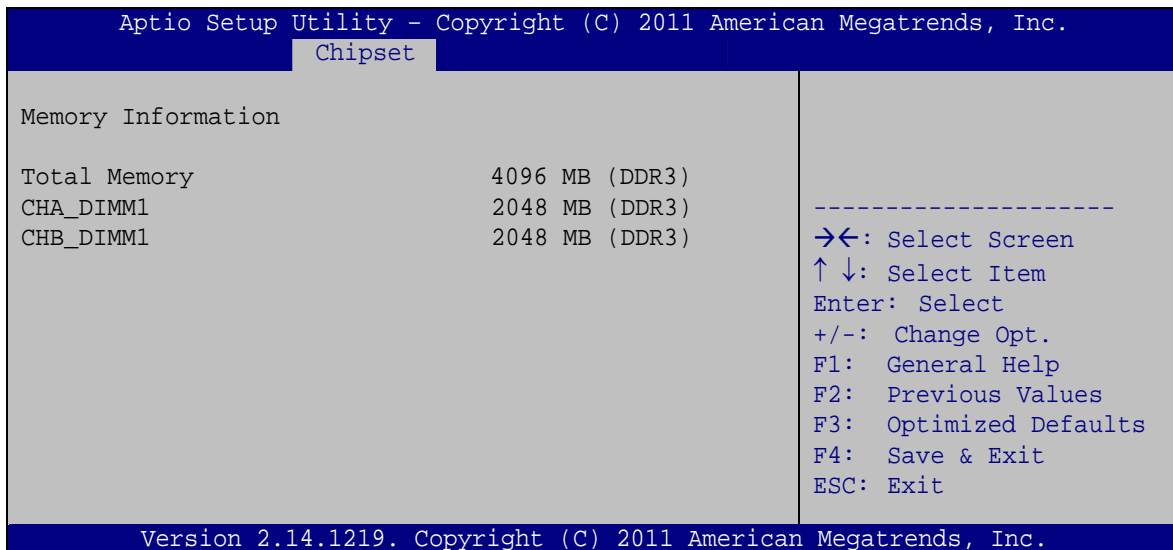 Aptio Setup Utility – Copyright (C) 2011 American Megatrends, Inc.
Chipset
Memory Information
Total Memory 4096 MB (DDR3)
CHA_DIMM1 2048 MB (DDR3)
CHB_DIMM1 2048 MB (DDR3)
---------------------
→←: Select Screen
↑ ↓: Select Item
Enter: Select
+/-: Change Opt.
F1: General Help
F2: Previous Values
F3: Optimized Defaults
F4: Save & Exit
ESC: Exit
Version 2.14.1219. Copyright (C) 2011 American Megatrends, Inc.